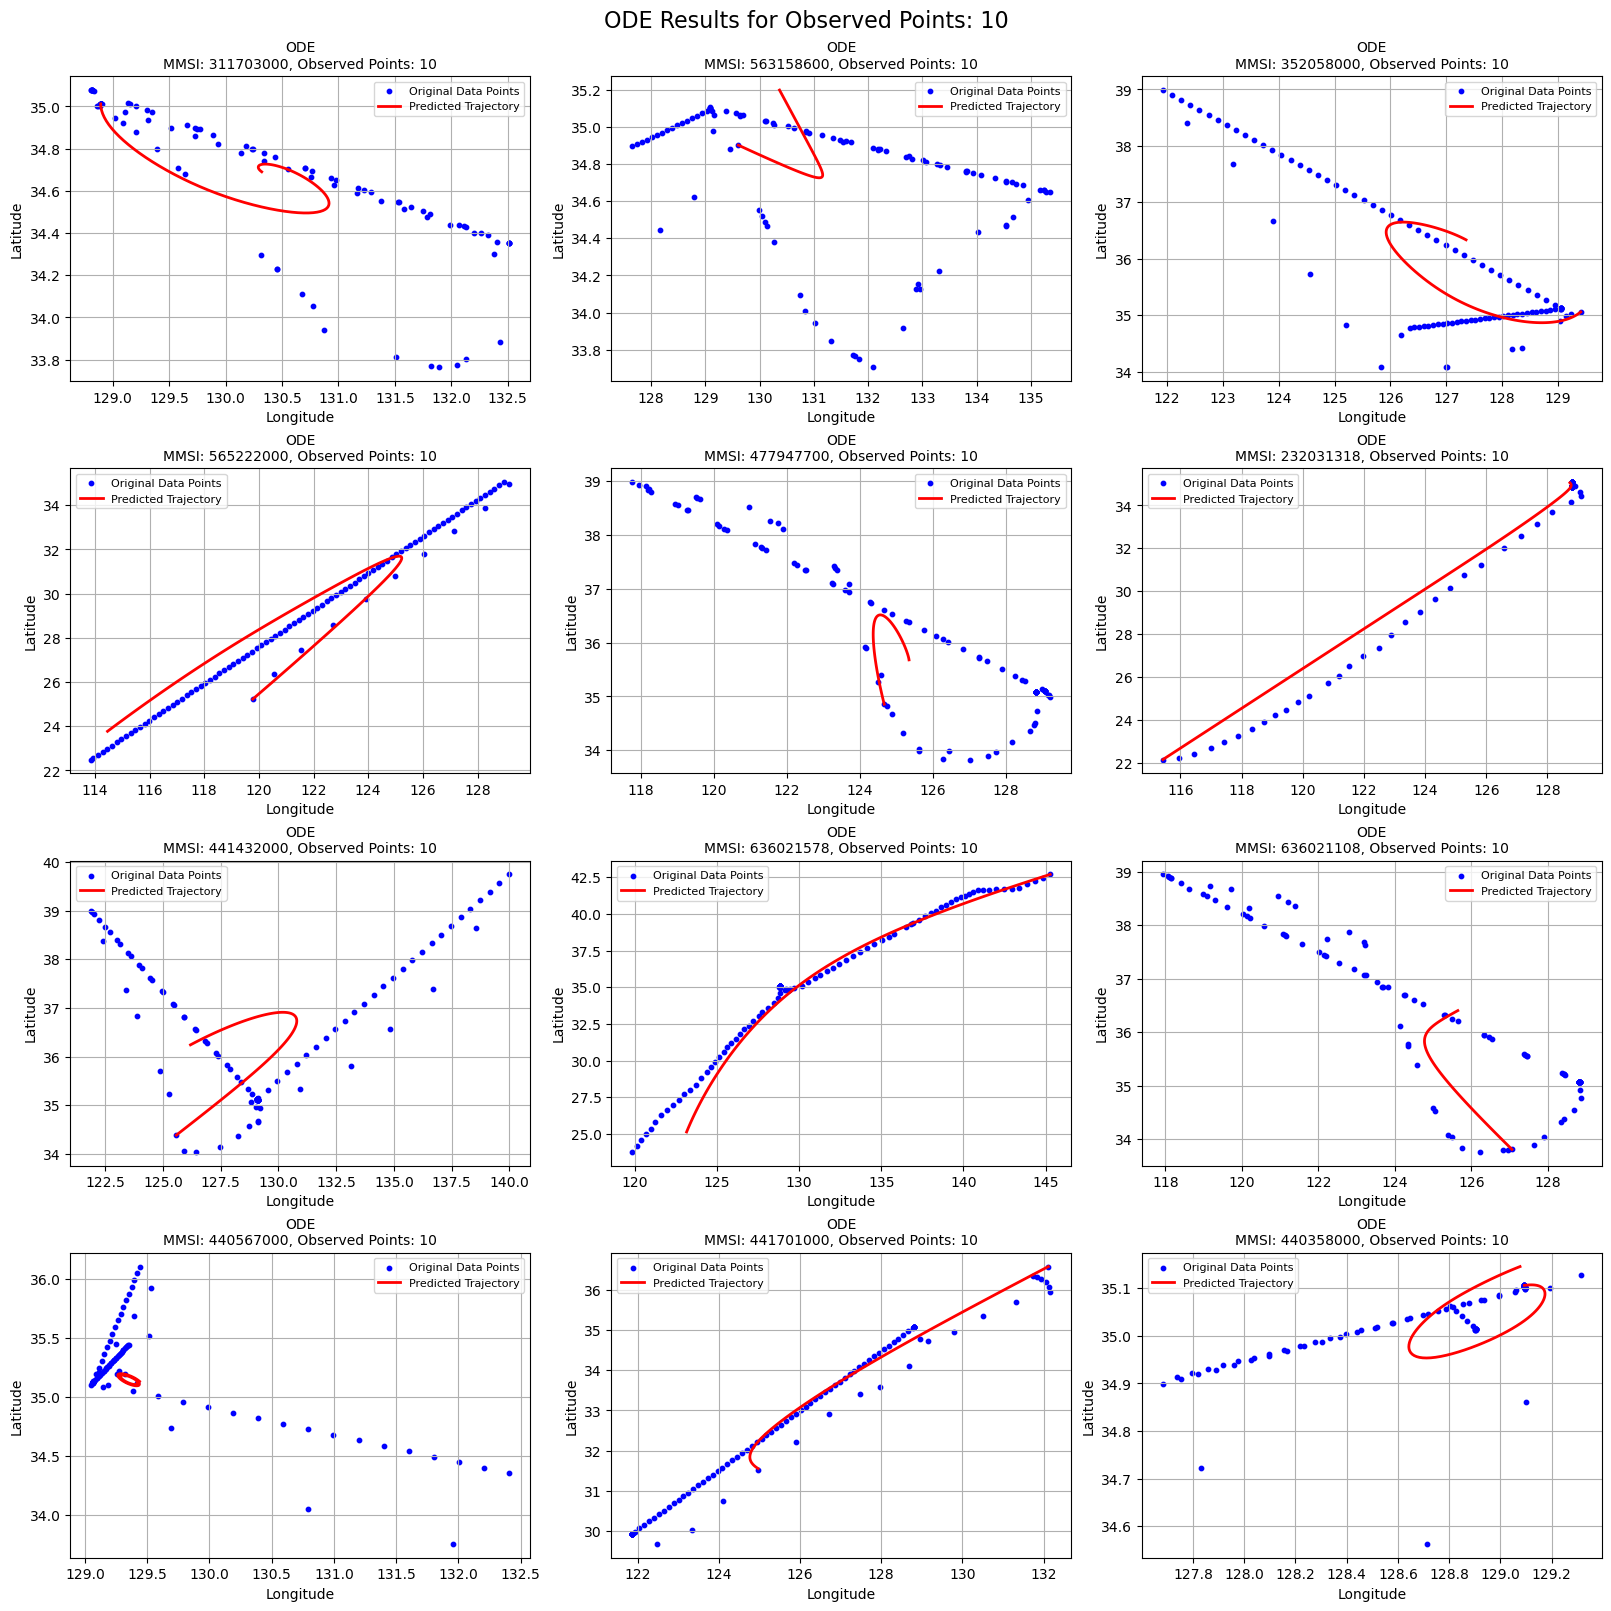 ODE Results for Observed Points: 10
ODE
MMSI: 311703000, Observed Points: 10
Original Data Points
Predicted Trajectory
Latitude
35.0
34.8
34.6
34.4
34.2
34.0
33.8
129.0 129.5 130.0 130.5 131.0 131.5 132.0 132.5
Longitude
ODE
MMSI: 563158600, Observed Points: 10
Original Data Points
Predicted Trajectory
Latitude
35.2
35.0
34.8
34.6
34.4
34.2
34.0
33.8
128 129 130 131 132 133 134 135
Longitude
ODE
MMSI: 352058000, Observed Points: 10
Original Data Points
Predicted Trajectory
Latitude
39
38
37
36
35
34
122 123 124 125 126 127 128 129
Longitude
ODE
MMSI: 565222000, Observed Points: 10
Original Data Points
Predicted Trajectory
Latitude
34
32
30
28
26
24
22
114 116 118 120 122 124 126 128
Longitude
ODE
MMSI: 477947700, Observed Points: 10
Original Data Points
Predicted Trajectory
Latitude
39
38
37
36
35
34
118 120 122 124 126 128
Longitude
ODE
MMSI: 232031318, Observed Points: 10
Original Data Points
Predicted Trajectory
Latitude
34
32
30
28
26
24
22
116 118 120 122 124 126 128
Longitude
ODE
MMSI: 441432000, Observed Points: 10
Original Data Points
Predicted Trajectory
Latitude
40
39
38
37
36
35
34
122.5 125.0 127.5 130.0 132.5 135.0 137.5 140.0
Longitude
ODE
MMSI: 636021578, Observed Points: 10
Original Data Points
Predicted Trajectory
Latitude
42.5
40.0
37.5
35.0
32.5
30.0
27.5
25.0
120 125 130 135 140 145
Longitude
ODE
MMSI: 636021108, Observed Points: 10
Original Data Points
Predicted Trajectory
Latitude
39
38
37
36
35
34
118 120 122 124 126 128
Longitude
ODE
MMSI: 440567000, Observed Points: 10
Original Data Points
Predicted Trajectory
Latitude
36.0
35.5
35.0
34.5
34.0
129.0 129.5 130.0 130.5 131.0 131.5 132.0 132.5
Longitude
ODE
MMSI: 441701000, Observed Points: 10
Original Data Points
Predicted Trajectory
Latitude
36
35
34
33
32
31
30
122 124 126 128 130 132
Longitude
ODE
MMSI: 440358000, Observed Points: 10
Original Data Points
Predicted Trajectory
Latitude
35.1
35.0
34.9
34.8
34.7
34.6
127.8 128.0 128.2 128.4 128.6 128.8 129.0 129.2
Longitude